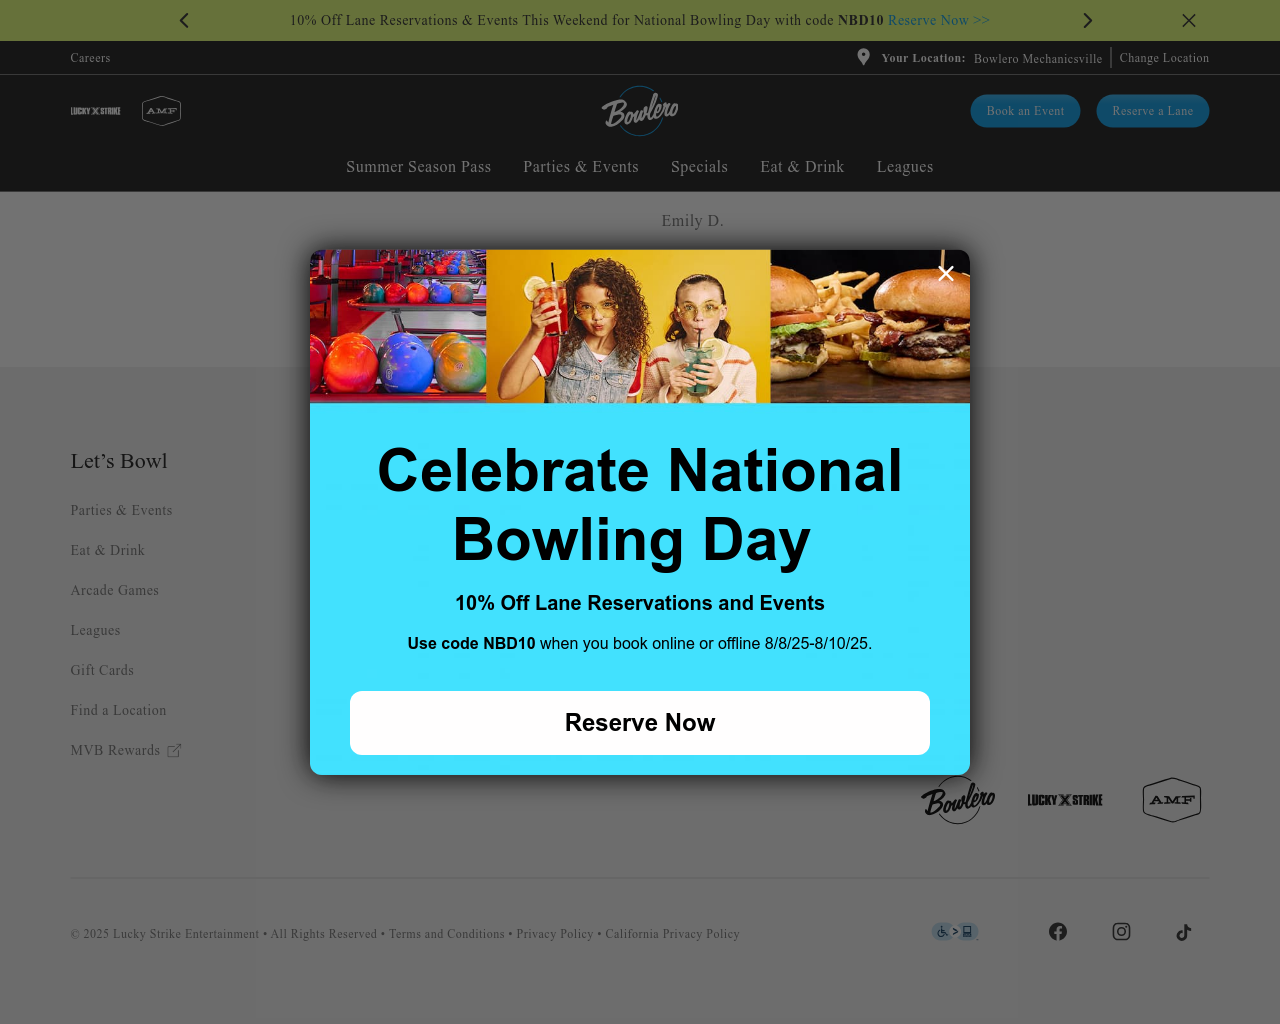 10% Off Lane Reservations & Events This Weekend for National Bowling Day with code NBD10 Reserve Now >>
Careers
Your Location: Bowlero Mechanicsville
Change Location
LUCKY X STRIKE
AMF
Bowlero
Book an Event
Reserve a Lane
Summer Season Pass
Parties & Events
Specials
Eat & Drink
Leagues
Emily D.
Celebrate National
Bowling Day
10% Off Lane Reservations and Events
Use code NBD10 when you book online or offline 8/8/25-8/10/25.
Reserve Now
Let’s Bowl
Parties & Events
Eat & Drink
Arcade Games
Leagues
Gift Cards
Find a Location
MVB Rewards
Bowlero
LUCKY X STRIKE
AMF
© 2025 Lucky Strike Entertainment • All Rights Reserved • Terms and Conditions • Privacy Policy • California Privacy Policy